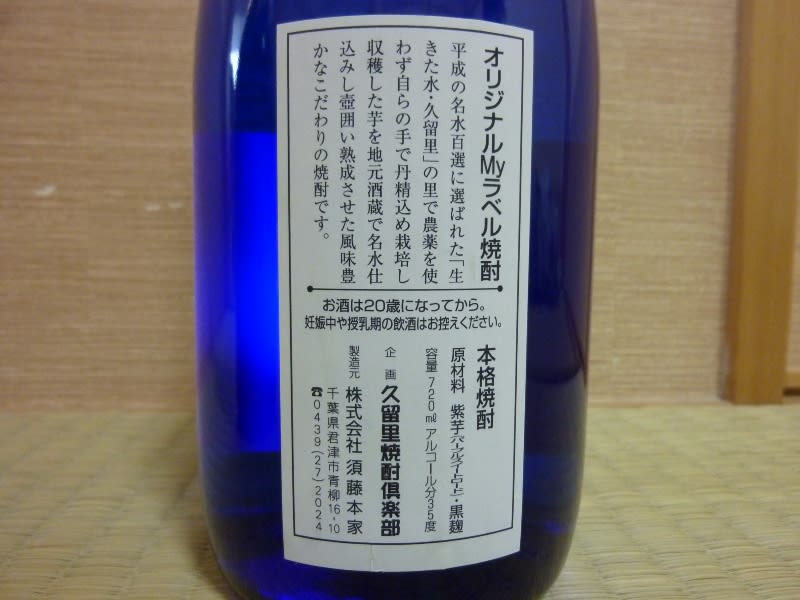 オリジナルMyラベル焼酎
平成の名水百選に選ばれた「生
きた水・久留里」の里で農薬を使
わず自らの手で丹精込め栽培し
収穫した芋を地元酒蔵で名水仕
込みし壺囲い熟成させた風味豊
かなこだわりの焼酎です。
お酒は20歳になってから。
妊娠中や授乳期の飲酒はお控えください。
本格焼酎
原材料 紫芋(パープルスイートロード)・黒麹
容量 720ml アルコール分35度
企画 久留里焼酎倶楽部
製造元 株式会社 須藤本家
千葉県君津市青柳16-10
☎0439(27)2024